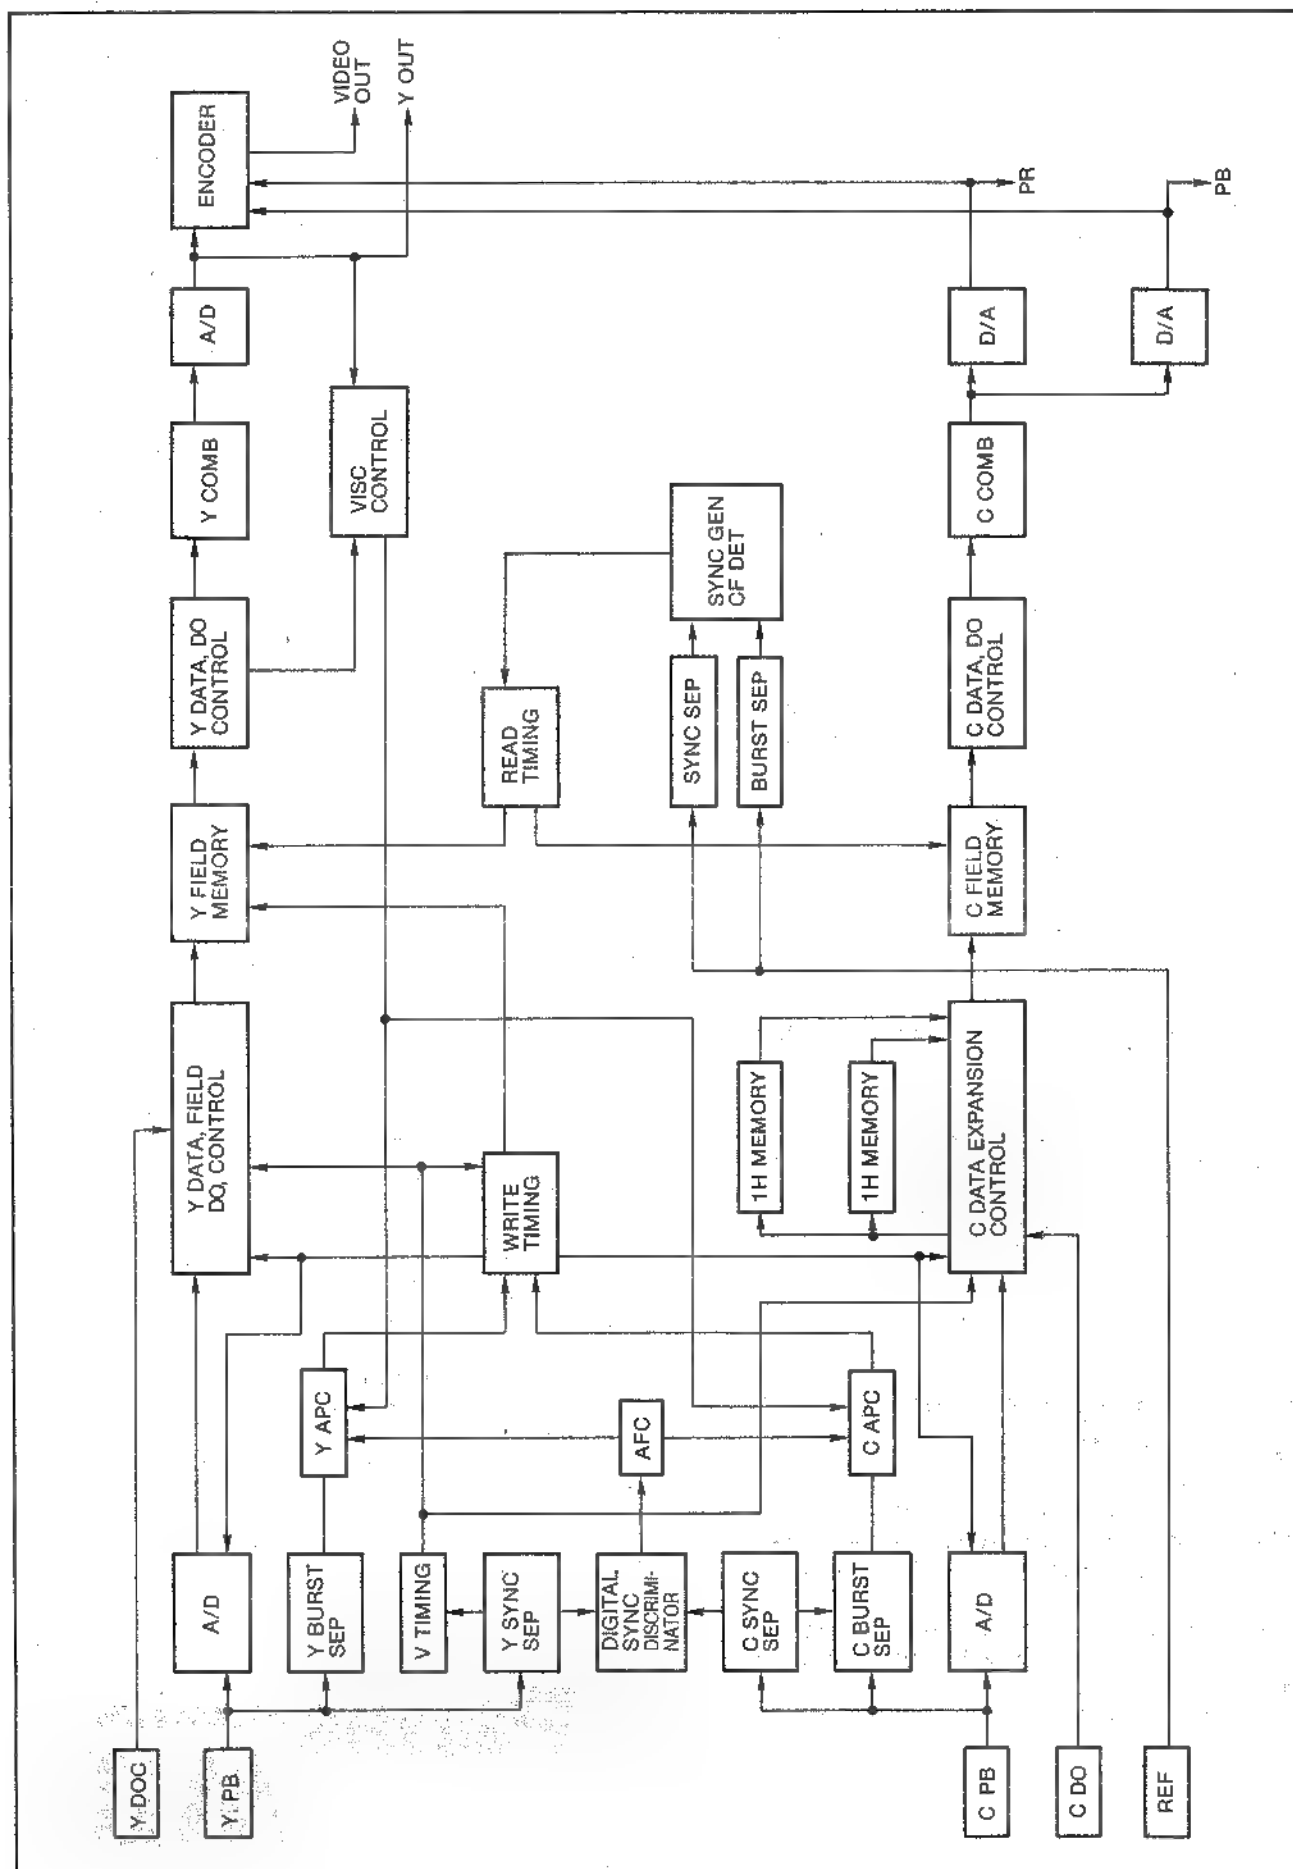 Y DOC
Y PB
A/D
Y DATA, FIELD
DO, CONTROL
Y FIELD
MEMORY
Y DATA, DO
CONTROL
Y COMB
A/D
ENCODER
VIDEO
OUT
Y OUT
Y BURST
SEP
Y APC
VISC
CONTROL
V TIMING
Y SYNC
SEP
WRITE
TIMING
READ
TIMING
DIGITAL
SYNC
DISCRIMI-
NATOR
AFC
SYNC SEP
BURST SEP
SYNC GEN
CF DET
C SYNC
SEP
C BURST
SEP
C APC
1H MEMORY
1H MEMORY
C PB
A/D
C DATA EXPANSION
CONTROL
C FIELD
MEMORY
C DATA, DO
CONTROL
C COMB
D/A
PR
C DO
REF
D/A
PB